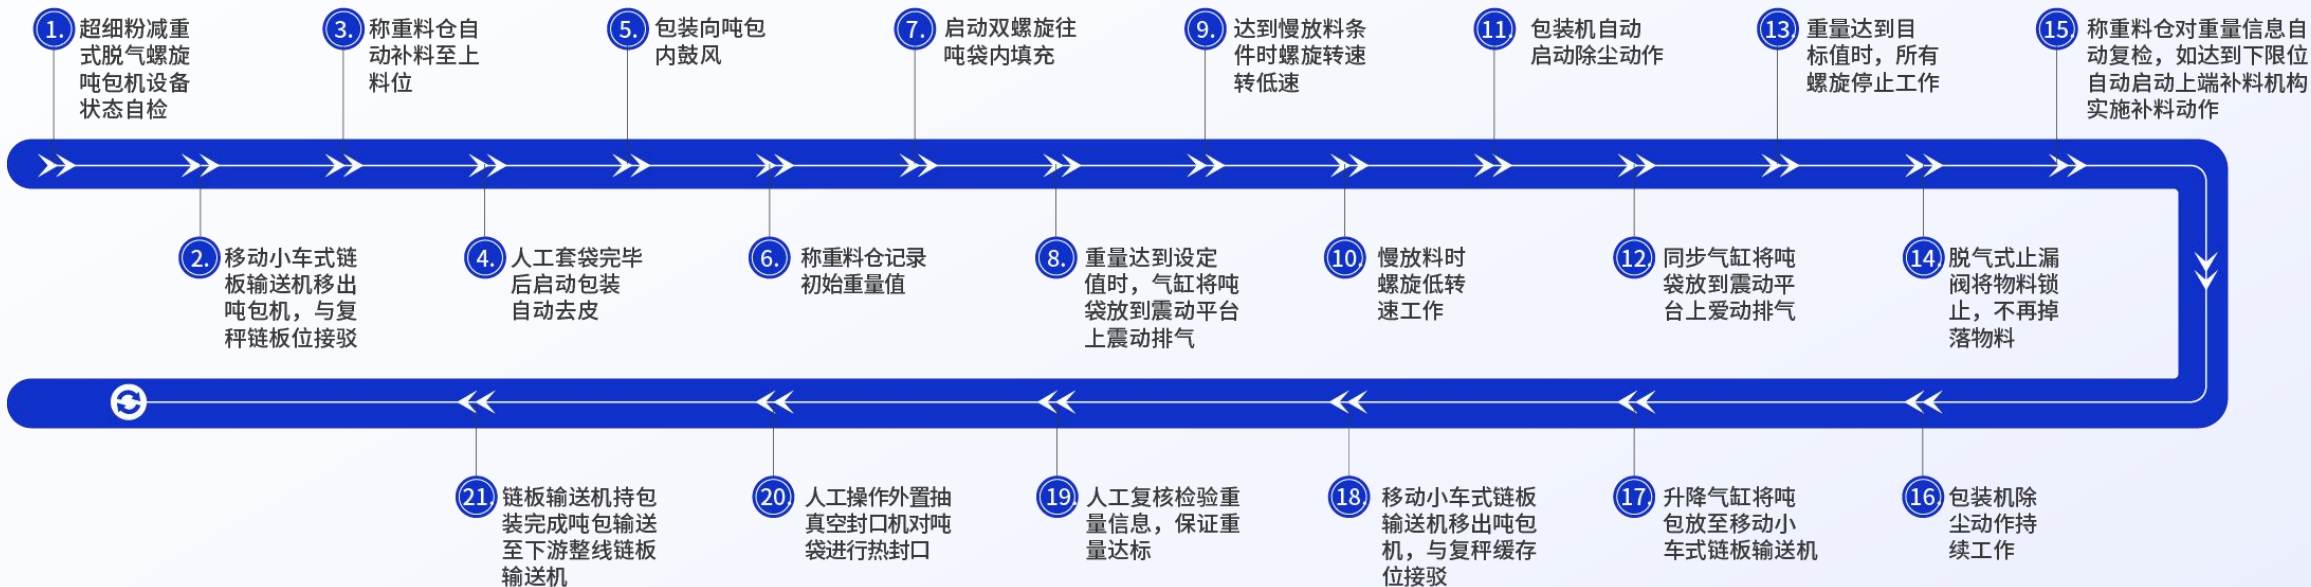 1.
超细粉减重
式脱气螺旋
吨包机设备
状态自检
2.
移动小车式链
板输送机移出
吨包机，与复
秤链板位接驳
3.
称重料仓自
动补料至上
料位
4.
人工套袋完毕
后启动包装
自动去皮
5.
包装向吨包
内鼓风
6.
称重料仓记录
初始重量值
7.
启动双螺旋往
吨袋内填充
8.
重量达到设定
值时，气缸将吨
袋放到震动平台
上震动排气
9.
达到慢放料条
件时螺旋转速
转低速
10.
慢放料时
螺旋低转
速工作
11.
包装机自动
启动除尘动作
12.
同步气缸将吨
袋放到震动平
台上爱动排气
13.
重量达到目
标值时，所有
螺旋停止工作
14.
脱气式止漏
阀将物料锁
止，不再掉
落物料
15.
称重料仓对重量信息自
动复检，如达到下限位
自动启动上端补料机构
实施补料动作
16.
包装机除
尘动作持
续工作
17.
升降气缸将吨
包放至移动小
车式链板输送机
18.
移动小车式链板
输送机移出吨包
机，与复秤缓存
位接驳
19.
人工复核检验重
量信息，保证重
量达标
20.
人工操作外置抽
真空封口机对吨
袋进行热封口
21.
链板输送机持包
装完成吨包输送
至下游整线链板
输送机